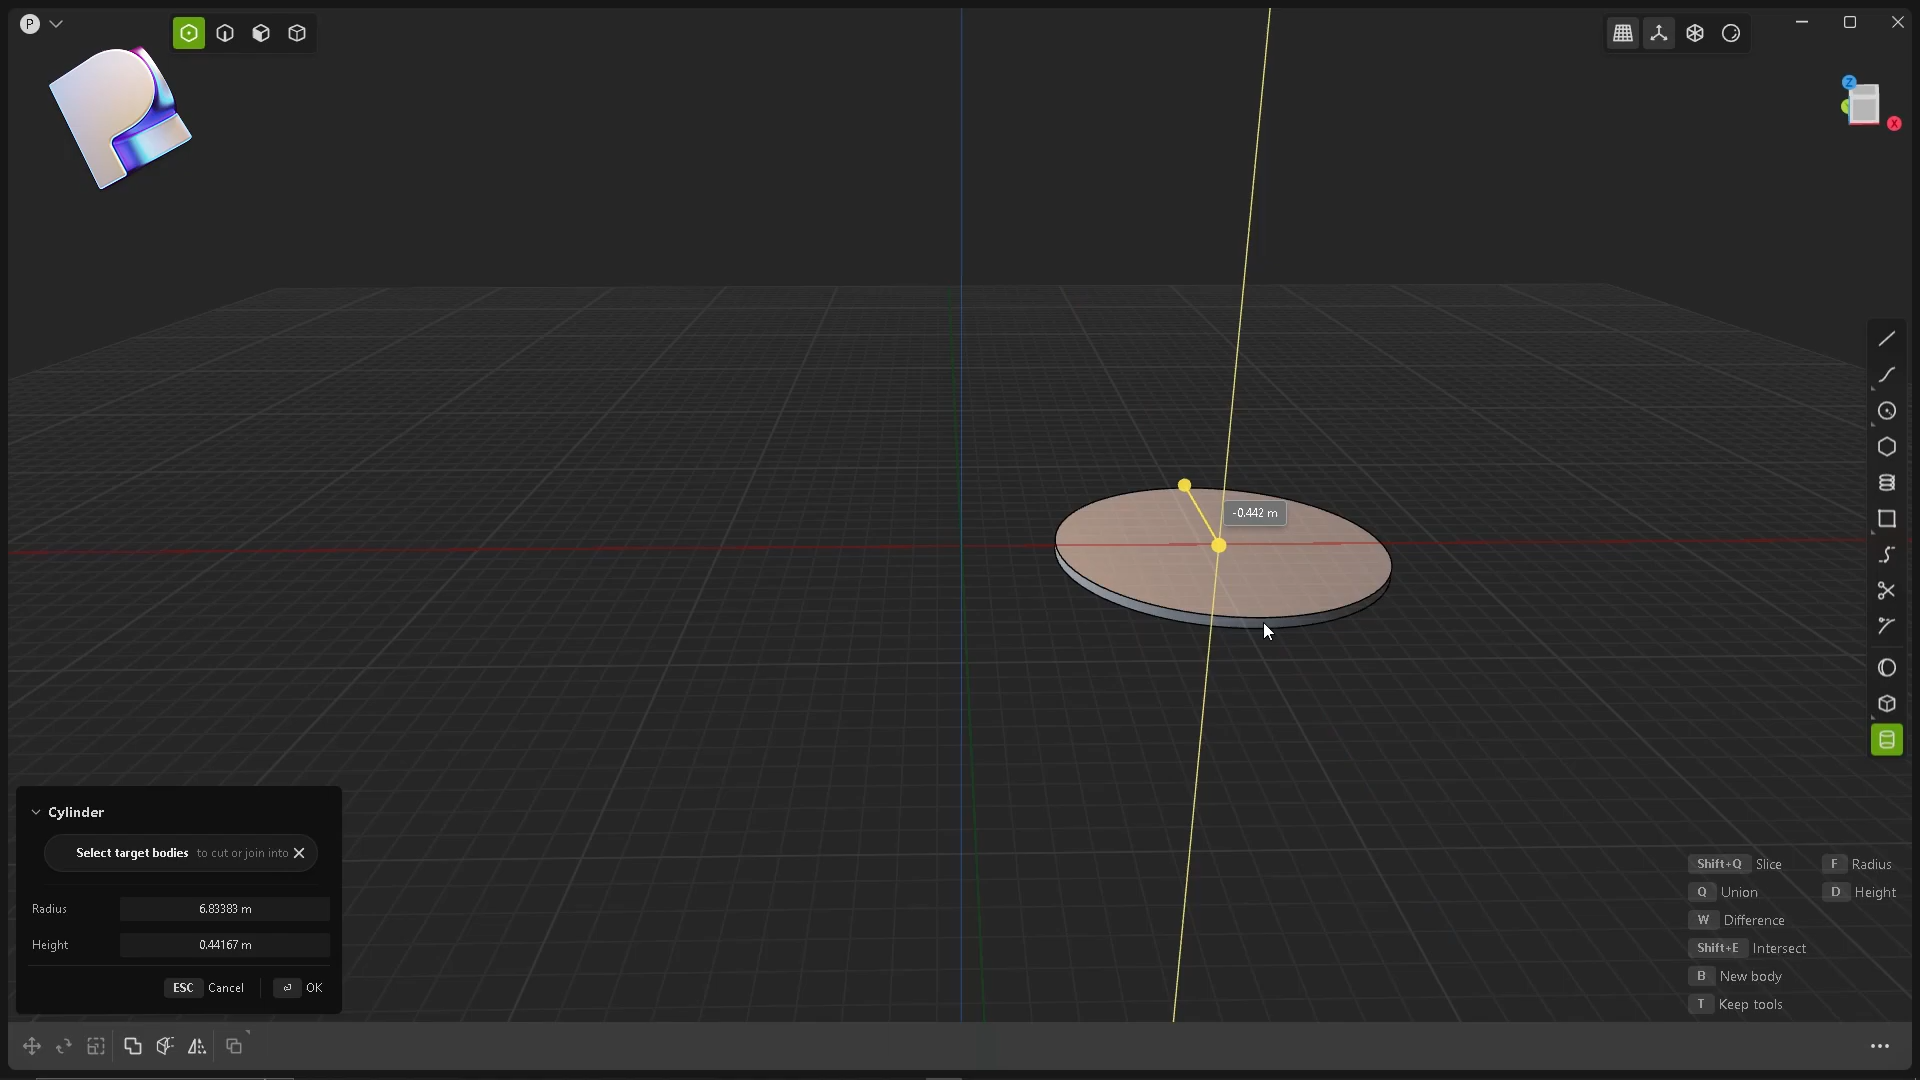 P
Z
X
-0.442 m
Cylinder
Select target bodies to cut or join into
Radius 6.83383 m
Height 0.44167 m
ESC Cancel OK
Shift+Q Slice F Radius
Q Union D Height
W Difference
Shift+E Intersect
B New body
T Keep tools